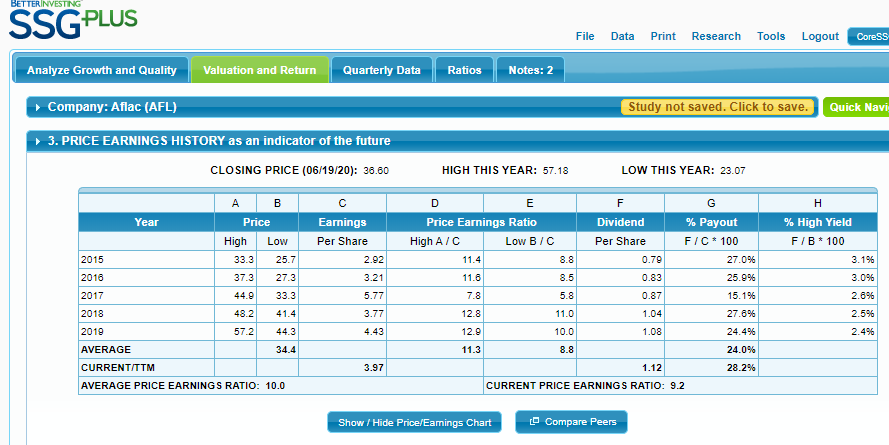 BETTERINVESTING™
SSG-PLUS
File Data Print Research Tools Logout CoreSS
Analyze Growth and Quality Valuation and Return Quarterly Data Ratios Notes: 2
Company: Aflac (AFL) Study not saved. Click to save. Quick Navi
3. PRICE EARNINGS HISTORY as an indicator of the future
CLOSING PRICE (06/19/20): 36.60 HIGH THIS YEAR: 57.18 LOW THIS YEAR: 23.07
A B C D E F G H
Year Price Earnings Price Earnings Ratio Dividend % Payout % High Yield
High Low Per Share High A / C Low B / C Per Share F / C * 100 F / B * 100
2015 33.3 25.7 2.92 11.4 8.8 0.79 27.0% 3.1%
2016 37.3 27.3 3.21 11.6 8.5 0.83 25.9% 3.0%
2017 44.9 33.3 5.77 7.8 5.8 0.87 15.1% 2.6%
2018 48.2 41.4 3.77 12.8 11.0 1.04 27.6% 2.5%
2019 57.2 44.3 4.43 12.9 10.0 1.08 24.4% 2.4%
AVERAGE 34.4 11.3 8.8 24.0%
CURRENT/TTM 3.97 1.12 28.2%
AVERAGE PRICE EARNINGS RATIO: 10.0 CURRENT PRICE EARNINGS RATIO: 9.2
Show / Hide Price/Earnings Chart Compare Peers